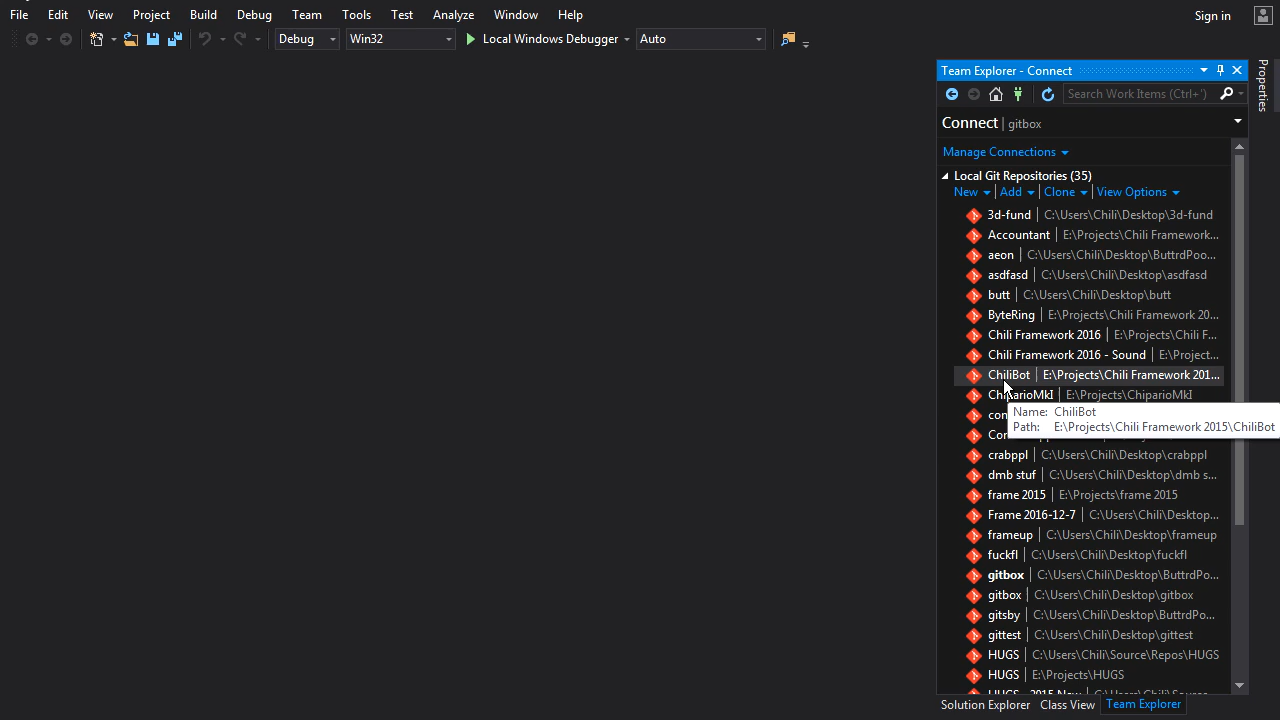 File Edit View Project Build Debug Team Tools Test Analyze Window Help Sign in
Debug Win32 Local Windows Debugger Auto
Team Explorer - Connect
Properties
Search Work Items (Ctrl+')
Connect | gitbox
Manage Connections
Local Git Repositories (35)
New | Add | Clone | View Options
3d-fund | C:\Users\Chili\Desktop\3d-fund
Accountant | E:\Projects\Chili Framework...
aeon | C:\Users\Chili\Desktop\ButtrdPoo...
asdfasd | C:\Users\Chili\Desktop\asdfasd
butt | C:\Users\Chili\Desktop\butt
ByteRing | E:\Projects\Chili Framework 20...
Chili Framework 2016 | E:\Projects\Chili F...
Chili Framework 2016 - Sound | E:\Project...
ChiliBot | E:\Projects\Chili Framework 201...
ChiparioMkI | E:\Projects\ChiparioMkI
Name: ChiliBot
Path: E:\Projects\Chili Framework 2015\ChiliBot
crabppl | C:\Users\Chili\Desktop\crabppl
dmb stuf | C:\Users\Chili\Desktop\dmb s...
frame 2015 | E:\Projects\frame 2015
Frame 2016-12-7 | C:\Users\Chili\Desktop...
frameup | C:\Users\Chili\Desktop\frameup
fuckfl | C:\Users\Chili\Desktop\fuckfl
gitbox | C:\Users\Chili\Desktop\ButtrdPo...
gitbox | C:\Users\Chili\Desktop\gitbox
gitsby | C:\Users\Chili\Desktop\ButtrdPo...
gittest | C:\Users\Chili\Desktop\gittest
HUGS | C:\Users\Chili\Source\Repos\HUGS
HUGS | E:\Projects\HUGS
Solution Explorer Class View Team Explorer